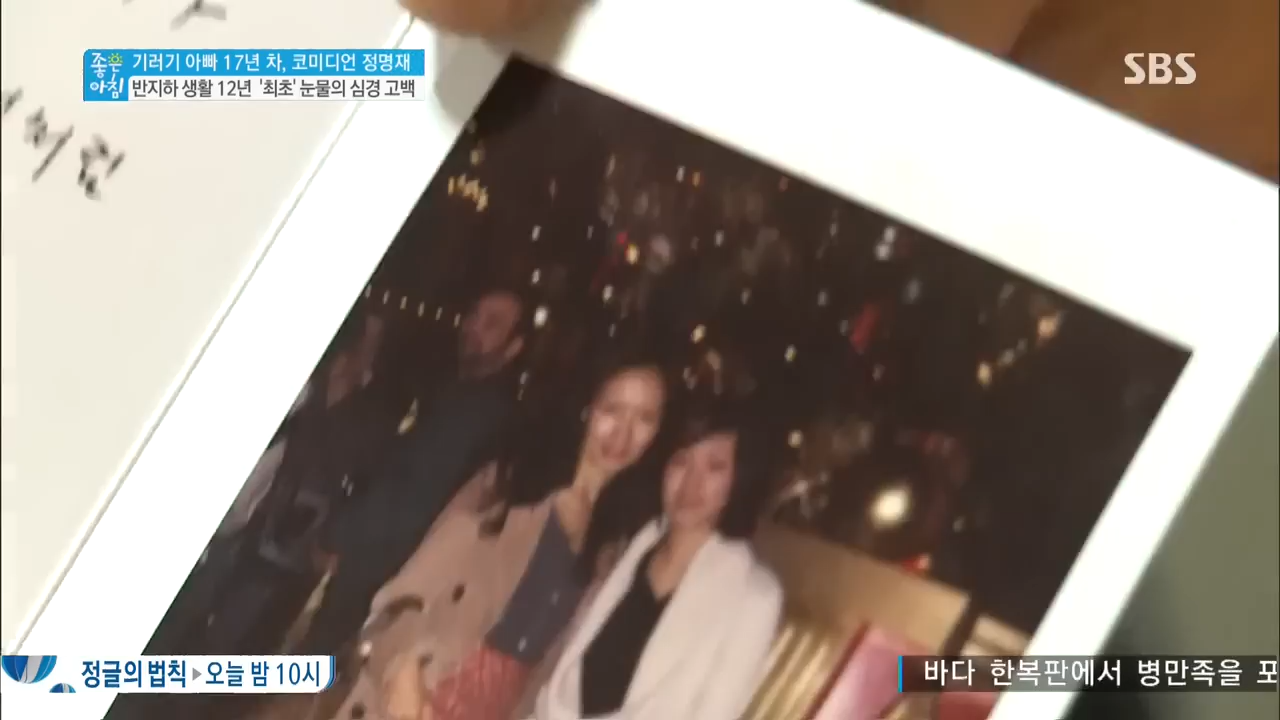 좋은
아침
기러기 아빠 17년 차, 코미디언 정명재
반지하 생활 12년 '최초' 눈물의 심경 고백
SBS
처럼
정글의 법칙 ▶ 오늘 밤 10시
바다 한복판에서 병만족을 포